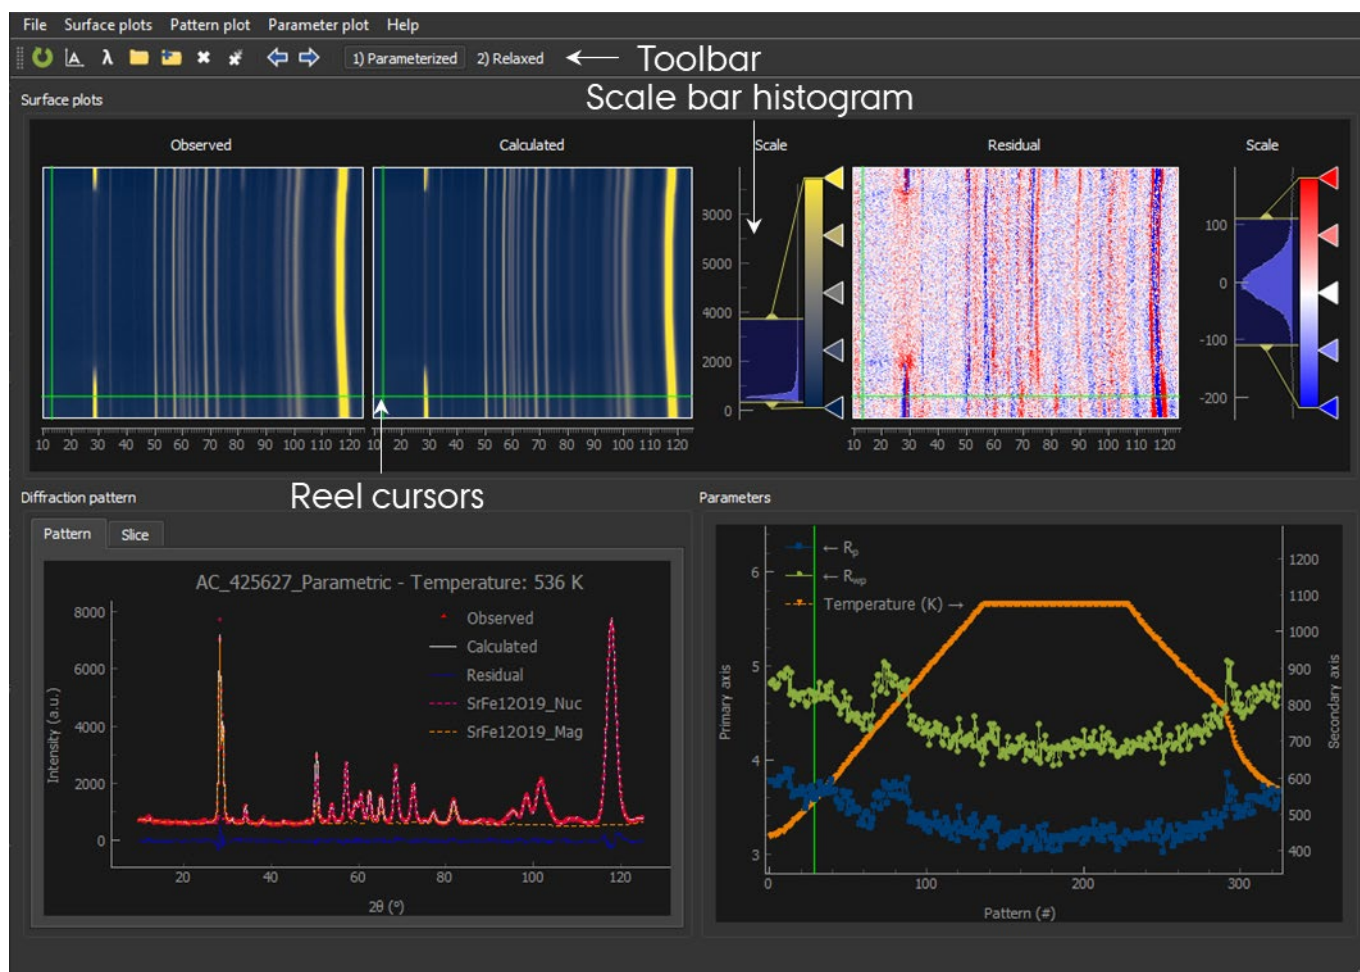 File Surface plots Pattern plot Parameter plot Help
λ 1) Parameterized 2) Relaxed Toolbar
Scale bar histogram
Surface plots
Observed Calculated Scale Residual Scale
8000
6000
4000
2000
0
100
0
-100
-200
10 20 30 40 50 60 70 80 90 100 110 120
10 20 30 40 50 60 70 80 90 100 110 120
10 20 30 40 50 60 70 80 90 100 110 120
Reel cursors
Diffraction pattern
Pattern Slice
AC_425627_Parametric - Temperature: 536 K
Observed
Calculated
Residual
SrFe12O19_Nuc
SrFe12O19_Mag
Intensity (a.u.)
8000
6000
4000
2000
0
20 40 60 80 100 120
2θ (°)
Parameters
← Rp
← Rwp
Temperature (K) →
Primary axis
6
5
4
3
Secondary axis
1200
1100
1000
900
800
700
600
500
400
0 100 200 300
Pattern (#)